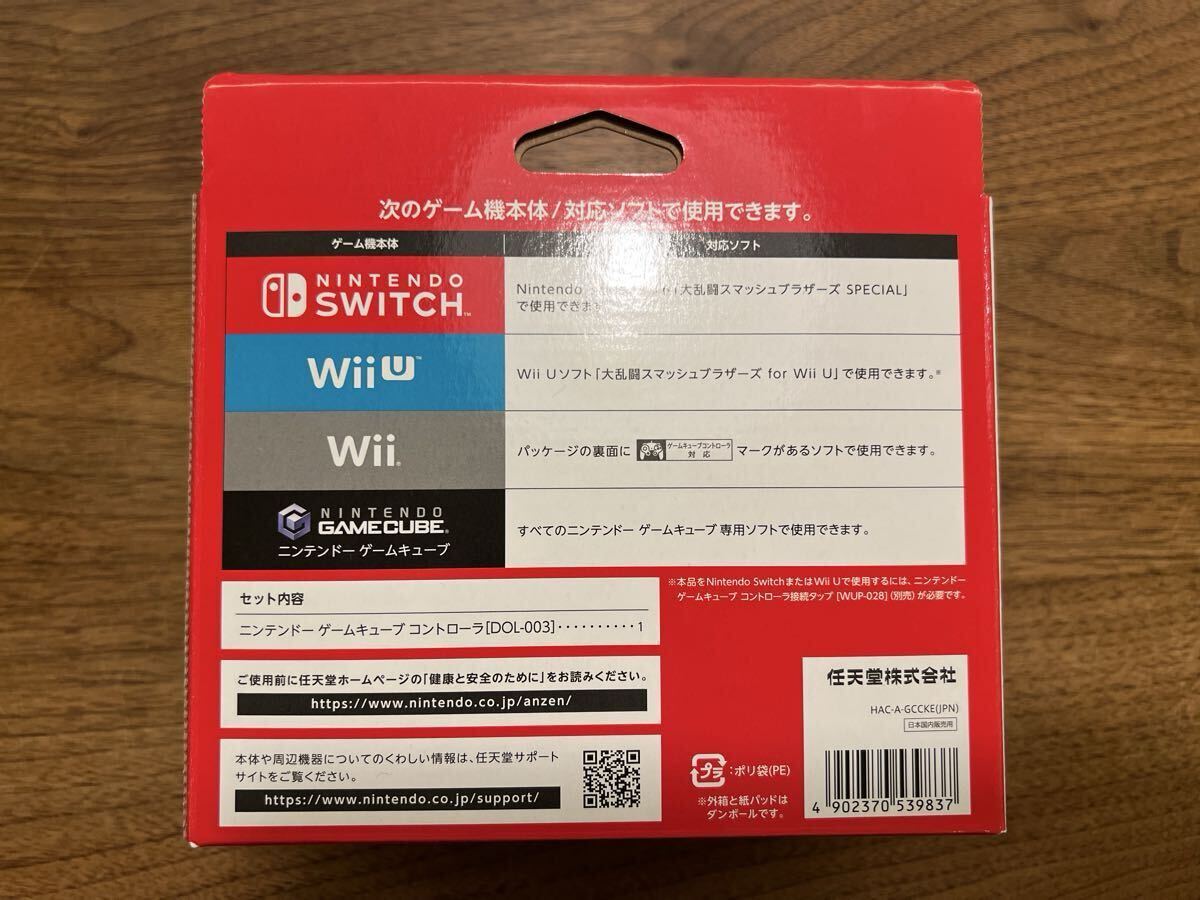 次のゲーム機本体/対応ソフトで使用できます。
ゲーム機本体
対応ソフト
NINTENDO
SWITCH™
Nintendo 「大乱闘スマッシュブラザーズ SPECIAL」
で使用できます
Wii U™
Wii Uソフト「大乱闘スマッシュブラザーズ for Wii U」で使用できます。※
Wii®
パッケージの裏面に ゲームキューブコントローラ 対応 マークがあるソフトで使用できます。
NINTENDO
GAMECUBE®
ニンテンドー ゲームキューブ
すべてのニンテンドー ゲームキューブ 専用ソフトで使用できます。
※本品をNintendo SwitchまたはWii Uで使用するには、ニンテンドー
ゲームキューブ コントローラ接続タップ [WUP-028] (別売) が必要です。
セット内容
ニンテンドー ゲームキューブ コントローラ[DOL-003]··········1
ご使用前に任天堂ホームページの「健康と安全のために」をお読みください。
https://www.nintendo.co.jp/anzen/
本体や周辺機器についてのくわしい情報は、任天堂サポート
サイトをご覧ください。
https://www.nintendo.co.jp/support/
プラ:ポリ袋(PE)
※外箱と紙パッドは
ダンボールです。
任天堂株式会社
HAC-A-GCCKE(JPN)
日本国内販売用
4 902370 539837